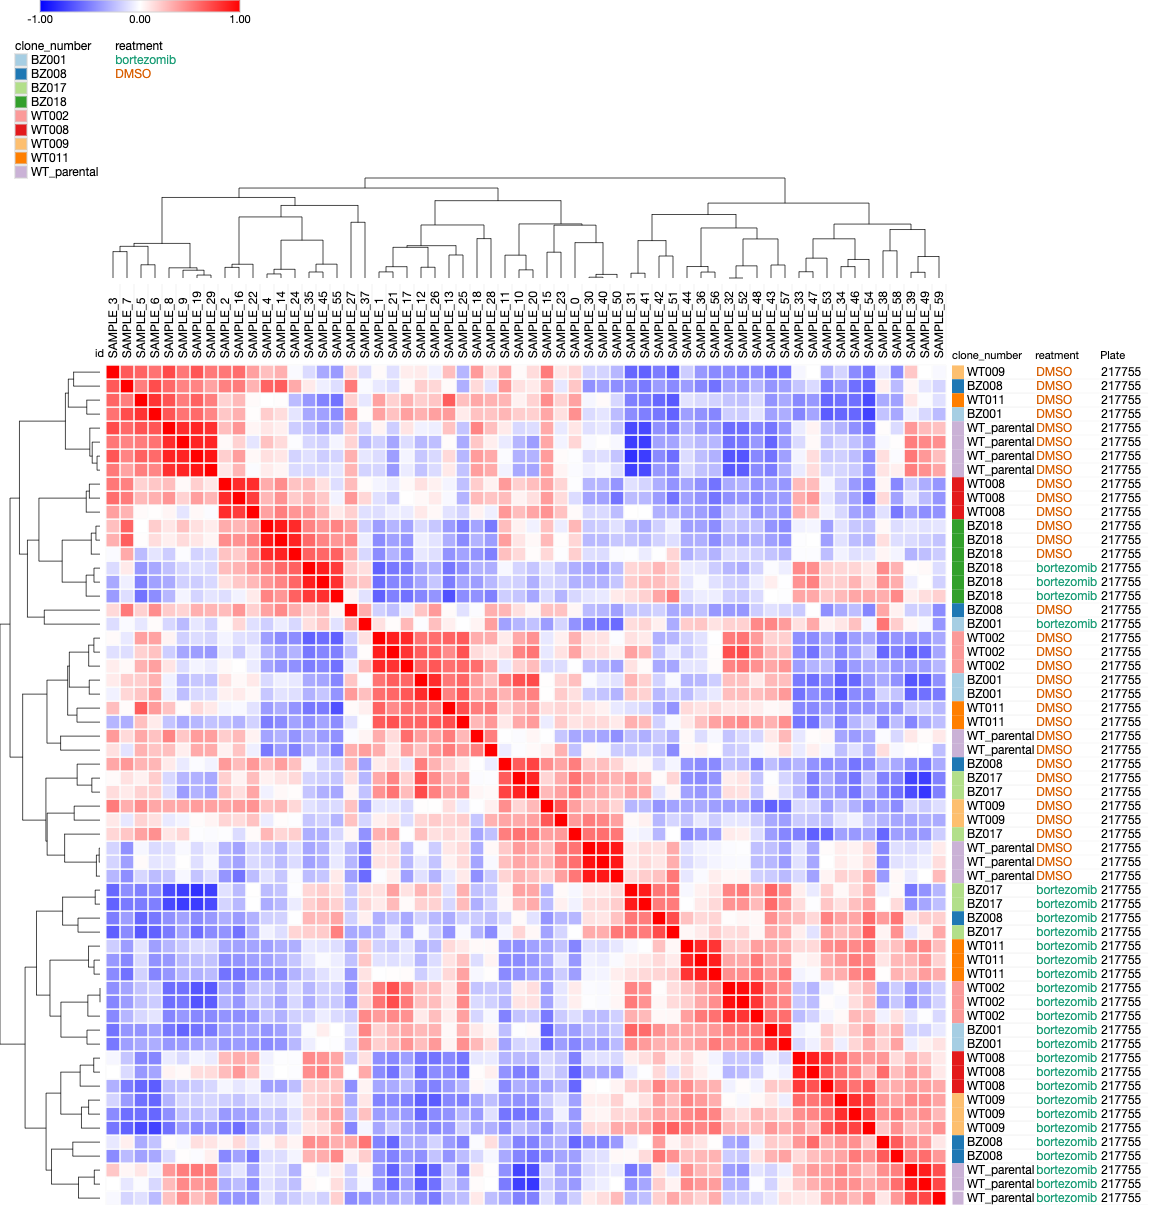 -1.00 0.00 1.00
clone_number reatment
BZ001 bortezomib
BZ008 DMSO
BZ017
BZ018
WT002
WT008
WT009
WT011
WT_parental
id SAMPLE_3 SAMPLE_7 SAMPLE_5 SAMPLE_6 SAMPLE_8 SAMPLE_9 SAMPLE_19 SAMPLE_29 SAMPLE_2 SAMPLE_16 SAMPLE_22 SAMPLE_4 SAMPLE_14 SAMPLE_24 SAMPLE_35 SAMPLE_45 SAMPLE_55 SAMPLE_27 SAMPLE_37 SAMPLE_1 SAMPLE_21 SAMPLE_17 SAMPLE_12 SAMPLE_26 SAMPLE_13 SAMPLE_25 SAMPLE_18 SAMPLE_28 SAMPLE_11 SAMPLE_10 SAMPLE_20 SAMPLE_15 SAMPLE_23 SAMPLE_0 SAMPLE_30 SAMPLE_40 SAMPLE_50 SAMPLE_31 SAMPLE_41 SAMPLE_42 SAMPLE_51 SAMPLE_44 SAMPLE_36 SAMPLE_56 SAMPLE_32 SAMPLE_52 SAMPLE_48 SAMPLE_43 SAMPLE_57 SAMPLE_33 SAMPLE_47 SAMPLE_53 SAMPLE_34 SAMPLE_46 SAMPLE_54 SAMPLE_38 SAMPLE_58 SAMPLE_39 SAMPLE_49 SAMPLE_59 clone_number reatment Plate
WT009 DMSO 217755
BZ008 DMSO 217755
WT011 DMSO 217755
BZ001 DMSO 217755
WT_parental DMSO 217755
WT_parental DMSO 217755
WT_parental DMSO 217755
WT_parental DMSO 217755
WT008 DMSO 217755
WT008 DMSO 217755
WT008 DMSO 217755
BZ018 DMSO 217755
BZ018 DMSO 217755
BZ018 DMSO 217755
BZ018 bortezomib 217755
BZ018 bortezomib 217755
BZ018 bortezomib 217755
BZ008 DMSO 217755
BZ001 bortezomib 217755
WT002 DMSO 217755
WT002 DMSO 217755
WT002 DMSO 217755
BZ001 DMSO 217755
BZ001 DMSO 217755
WT011 DMSO 217755
WT011 DMSO 217755
WT_parental DMSO 217755
WT_parental DMSO 217755
BZ008 DMSO 217755
BZ017 DMSO 217755
BZ017 DMSO 217755
WT009 DMSO 217755
WT009 DMSO 217755
BZ017 DMSO 217755
WT_parental DMSO 217755
WT_parental DMSO 217755
WT_parental DMSO 217755
BZ017 bortezomib 217755
BZ017 bortezomib 217755
BZ008 bortezomib 217755
BZ017 bortezomib 217755
WT011 bortezomib 217755
WT011 bortezomib 217755
WT011 bortezomib 217755
WT002 bortezomib 217755
WT002 bortezomib 217755
WT002 bortezomib 217755
BZ001 bortezomib 217755
BZ001 bortezomib 217755
WT008 bortezomib 217755
WT008 bortezomib 217755
WT008 bortezomib 217755
WT009 bortezomib 217755
WT009 bortezomib 217755
WT009 bortezomib 217755
BZ008 bortezomib 217755
BZ008 bortezomib 217755
WT_parental bortezomib 217755
WT_parental bortezomib 217755
WT_parental bortezomib 217755